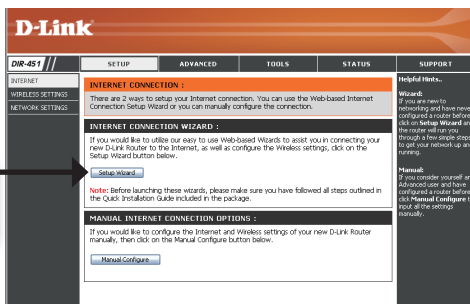 D-Link
DIR-451
SETUP
ADVANCED
TOOLS
STATUS
SUPPORT
INTERNET
WIRELESS SETTINGS
NETWORK SETTINGS
INTERNET CONNECTION :
There are 2 ways to setup your Internet connection. You can use the Web-based Internet
Connection Setup Wizard or you can manually configure the connection.
INTERNET CONNECTION WIZARD :
If you would like to utilize our easy to use Web-based Wizards to assist you in connecting your
new D-Link Router to the Internet, as well as configure the Wireless settings, click on the
Setup Wizard button below.
Setup Wizard
Note: Before launching these wizards, please make sure you have followed all steps outlined in
the Quick Installation Guide included in the package.
MANUAL INTERNET CONNECTION OPTIONS :
If you would like to configure the Internet and Wireless settings of your new D-Link Router
manually, then click on the Manual Configure button below.
Manual Configure
Helpful Hints..
Wizard:
If you are new to
networking and have neve
configured a router before
click on Setup Wizard an
the router will run you
through a few simple steps
to get your network up an
running.
Manual:
If you consider yourself an
Advanced user and have
configured a router before
click Manual Configure t
input all the settings
manually.